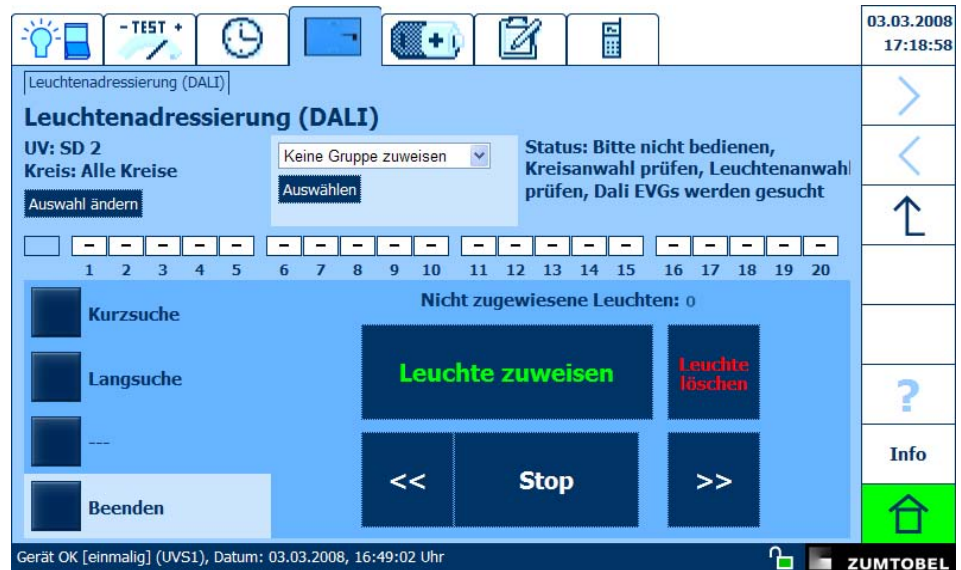 - TEST +
03.03.2008
17:18:58
Leuchtenadressierung (DALI)
Leuchtenadressierung (DALI)
UV: SD 2
Kreis: Alle Kreise
Auswahl ändern
Keine Gruppe zuweisen
Auswählen
Status: Bitte nicht bedienen,
Kreisanwahl prüfen, Leuchtenanwahl
prüfen, Dali EVGs werden gesucht
- - - - - - - - - - - - - - - - - - - -
1 2 3 4 5 6 7 8 9 10 11 12 13 14 15 16 17 18 19 20
Nicht zugewiesene Leuchten: 0
Kurzsuche
Langsuche
---
Beenden
Leuchte zuweisen
Leuchte
löschen
<< Stop >>
?
Info
Gerät OK [einmalig] (UVS1), Datum: 03.03.2008, 16:49:02 Uhr
ZUMTOBEL